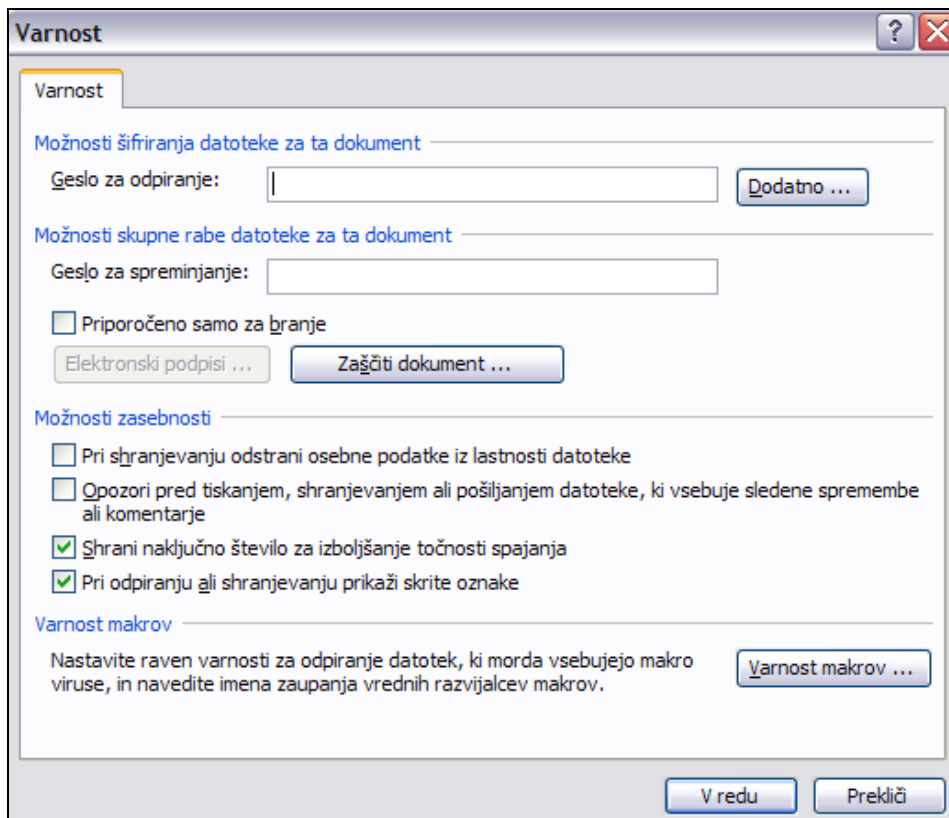 Varnost
Varnost
Možnosti šifriranja datoteke za ta dokument
Geslo za odpiranje:
Dodatno ...
Možnosti skupne rabe datoteke za ta dokument
Geslo za spreminjanje:
Priporočeno samo za branje
Elektronski podpisi ...
Zaščiti dokument ...
Možnosti zasebnosti
Pri shranjevanju odstrani osebne podatke iz lastnosti datoteke
Opozori pred tiskanjem, shranjevanjem ali pošiljanjem datoteke, ki vsebuje sledene spremembe
ali komentarje
Shrani naključno število za izboljšanje točnosti spajanja
Pri odpiranju ali shranjevanju prikaži skrite oznake
Varnost makrov
Nastavite raven varnosti za odpiranje datotek, ki morda vsebujejo makro
viruse, in navedite imena zaupanja vrednih razvijalcev makrov.
Varnost makrov ...
V redu
Prekliči